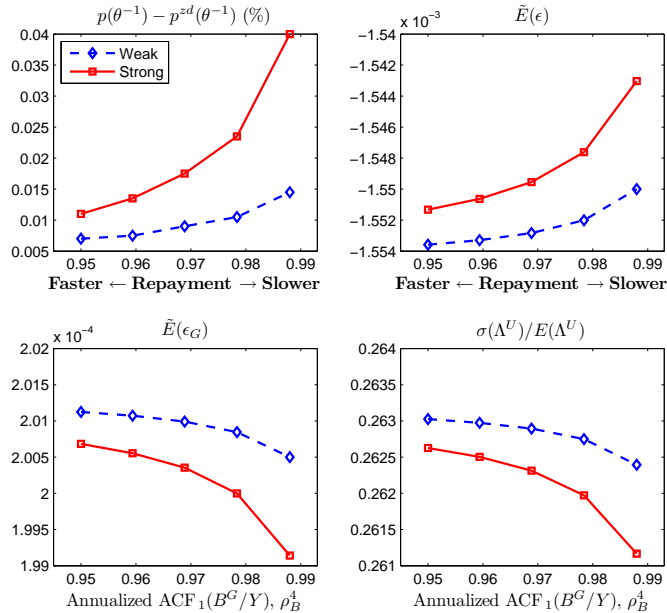 p(θ⁻¹) − p^{zd}(θ⁻¹) (%)
0.04
0.035
0.03
0.025
0.02
0.015
0.01
0.005
Weak
Strong
0.95 0.96 0.97 0.98 0.99
Faster ← Repayment → Slower
Ẽ(ϵ)
x 10⁻³
−1.54
−1.542
−1.544
−1.546
−1.548
−1.55
−1.552
−1.554
0.95 0.96 0.97 0.98 0.99
Faster ← Repayment → Slower
Ẽ(ϵ_G)
x 10⁻⁴
2.02
2.015
2.01
2.005
2
1.995
1.99
0.95 0.96 0.97 0.98 0.99
Annualized ACF₁(B^G/Y), ρ_B^4
σ(Λ^U)/E(Λ^U)
0.264
0.2635
0.263
0.2625
0.262
0.2615
0.261
0.95 0.96 0.97 0.98 0.99
Annualized ACF₁(B^G/Y), ρ_B^4